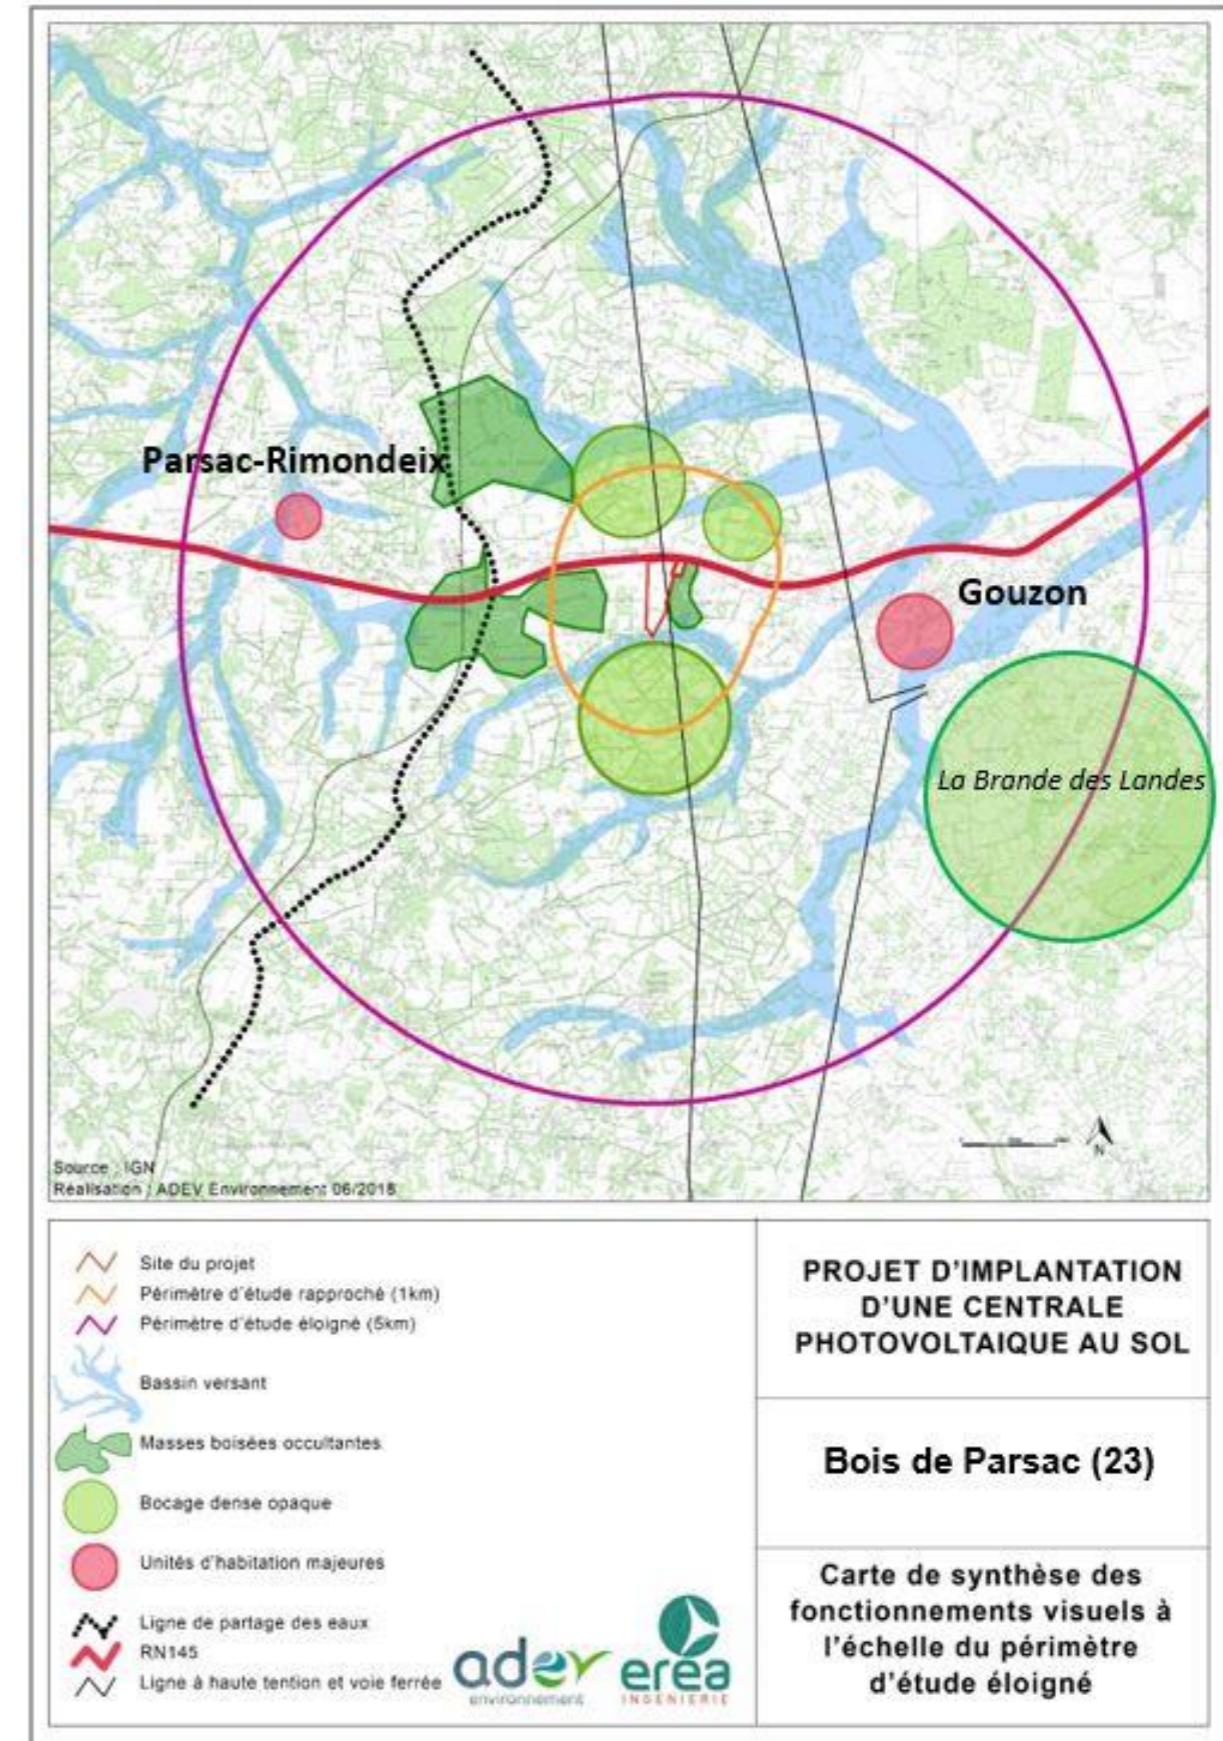 Parsac-Rimondeix
Gouzon
La Brande des Landes
N
Source : IGN
Réalisation : ADEV Environnement 06/2018
Site du projet
Périmètre d'étude rapproché (1km)
Périmètre d'étude éloigné (5km)
Bassin versant
Masses boisées occultantes
Bocage dense opaque
Unités d'habitation majeures
Ligne de partage des eaux
RN145
Ligne à haute tention et voie ferrée
adev
environnement
eréa
INGENIERIE
PROJET D'IMPLANTATION
D'UNE CENTRALE
PHOTOVOLTAIQUE AU SOL
Bois de Parsac (23)
Carte de synthèse des
fonctionnements visuels à
l'échelle du périmètre
d'étude éloigné